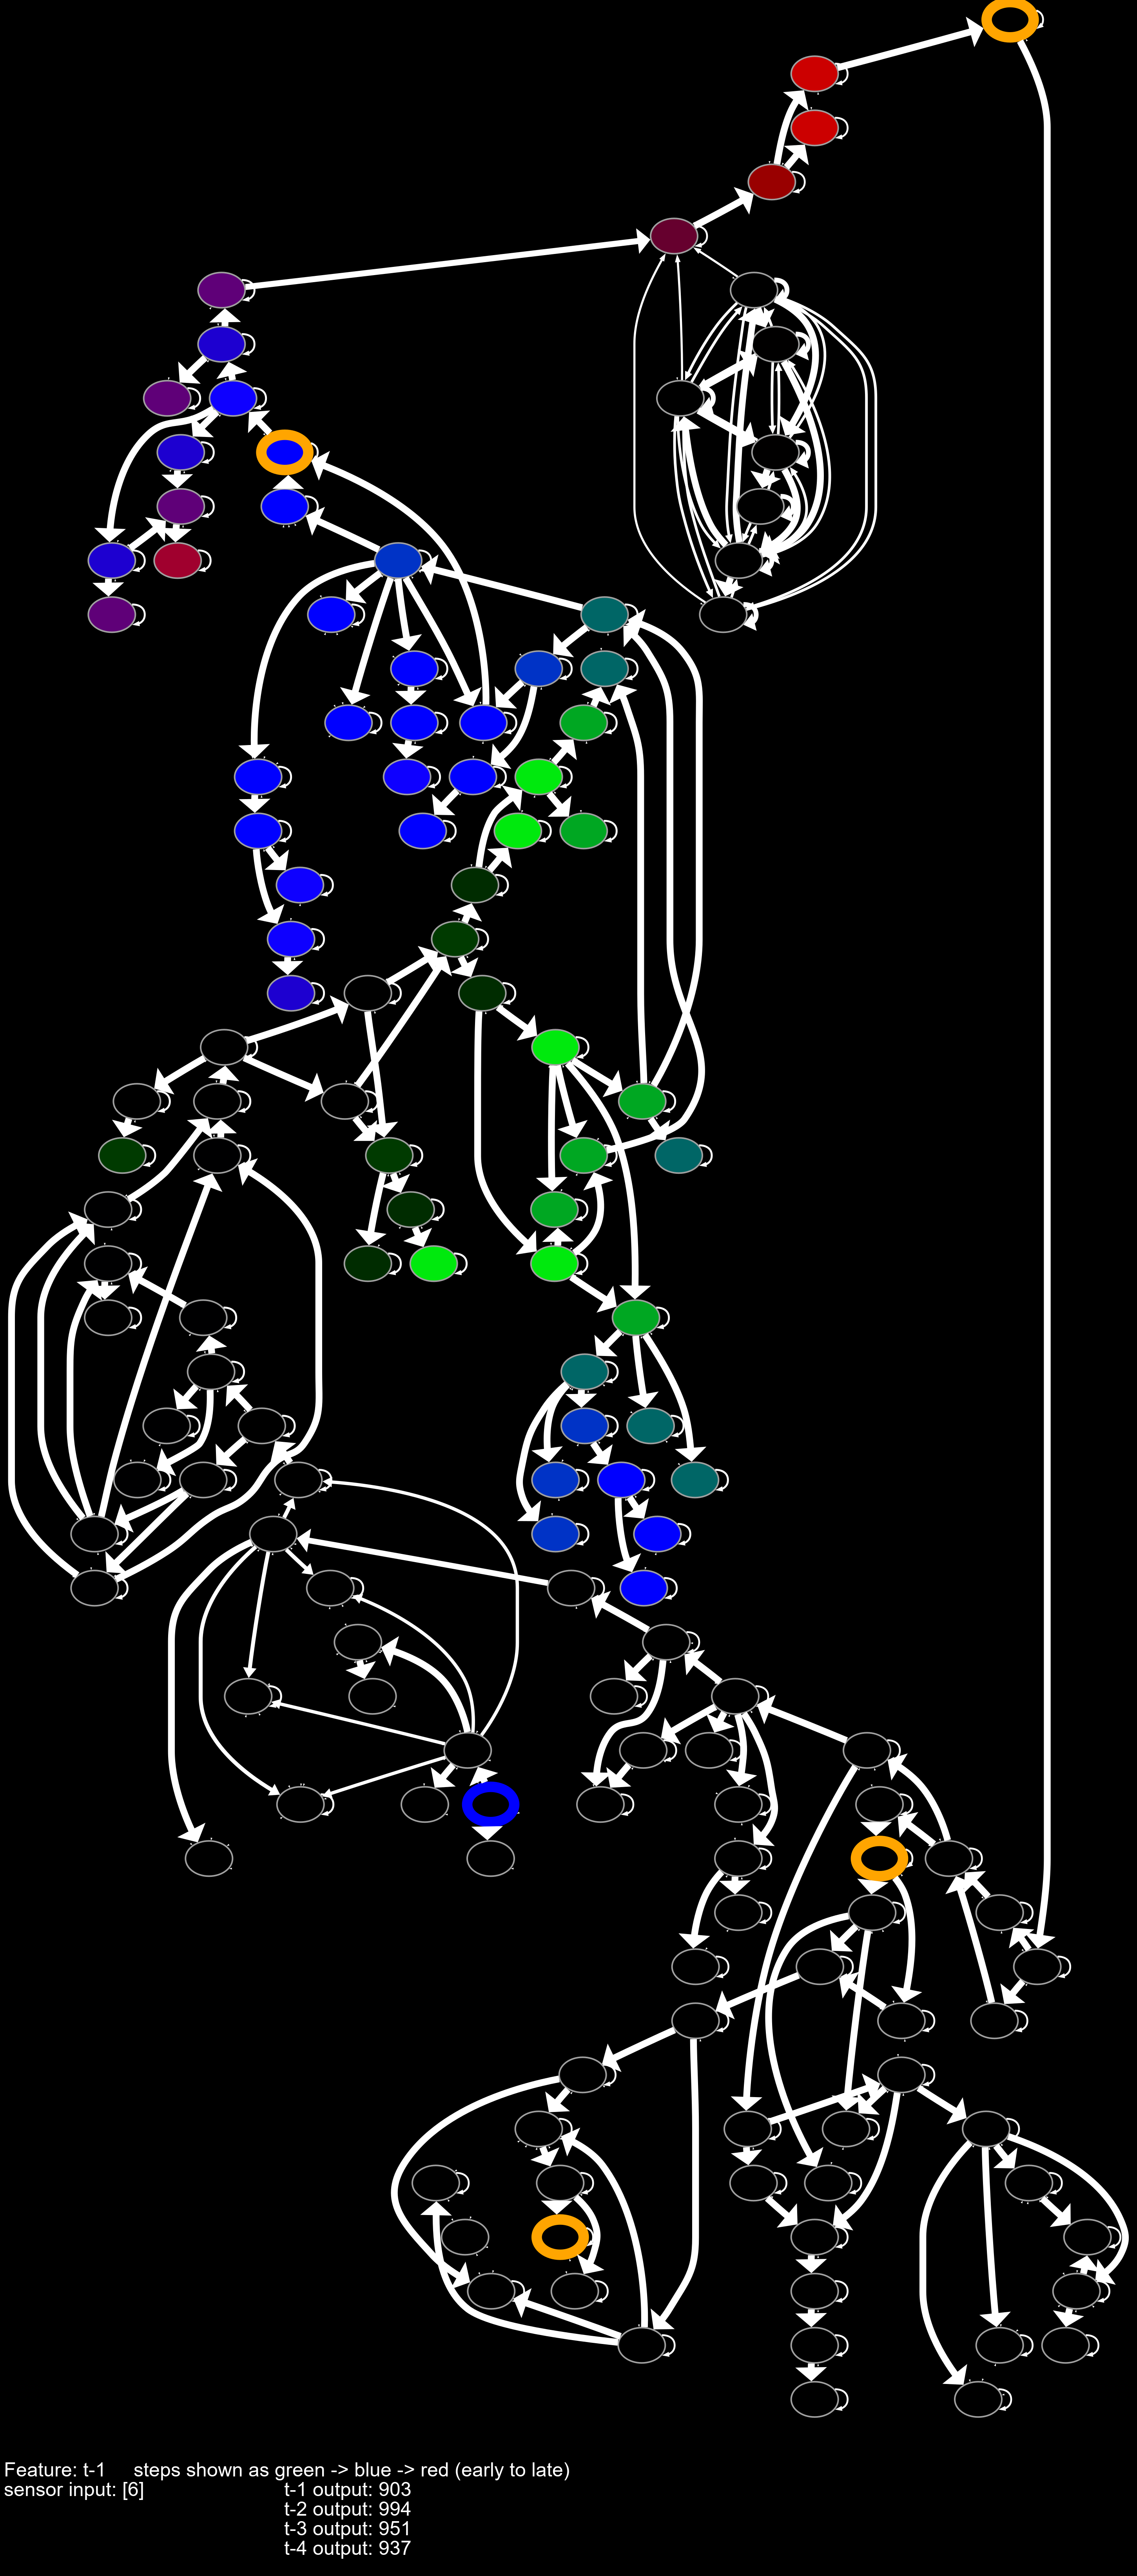 Feature: t-1 steps shown as green -> blue -> red (early to late)
sensor input: [6] t-1 output: 903
t-2 output: 994
t-3 output: 951
t-4 output: 937